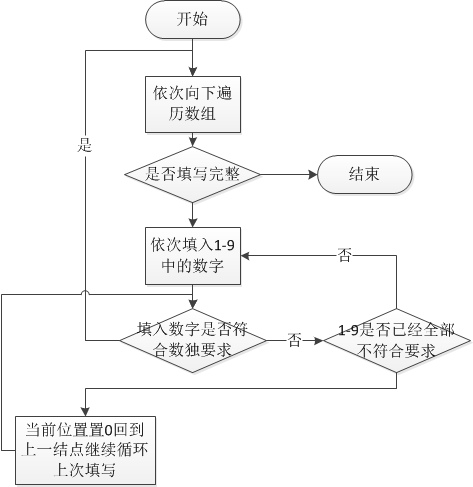 开始
依次向下遍
历数组
是
是否填写完整
结束
依次填入1-9
中的数字
否
填入数字是否符
合数独要求
否
1-9是否已经全部
不符合要求
当前位置置0回到
上一结点继续循环
上次填写